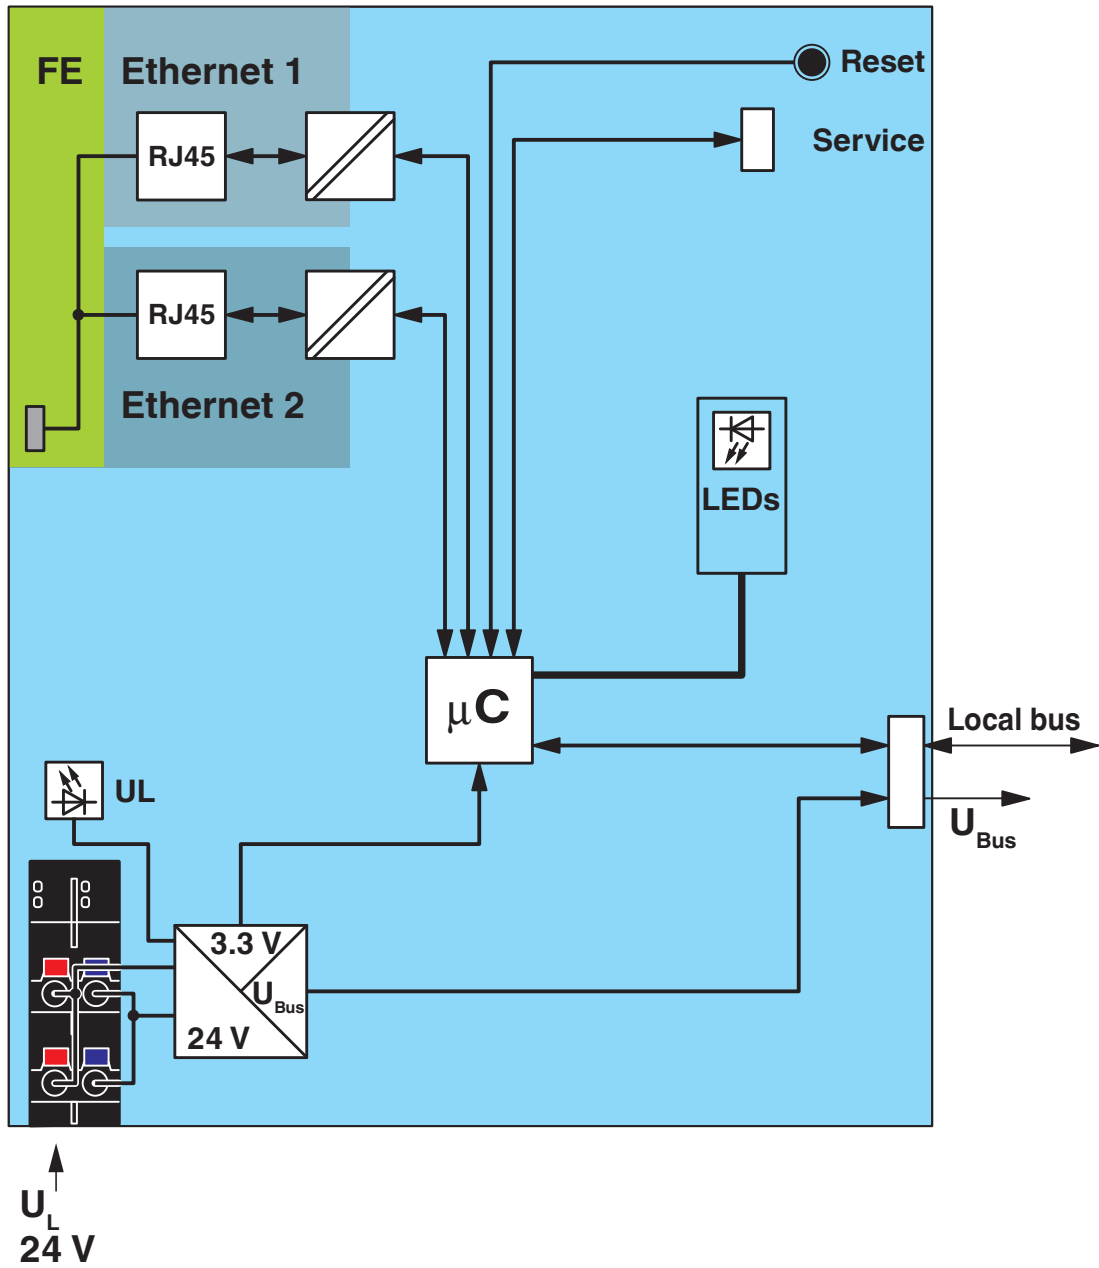 FE
Ethernet 1
Reset
RJ45
Service
RJ45
Ethernet 2
LEDs
µC
Local bus
UL
U Bus
3.3 V
U Bus
24 V
U L
24 V